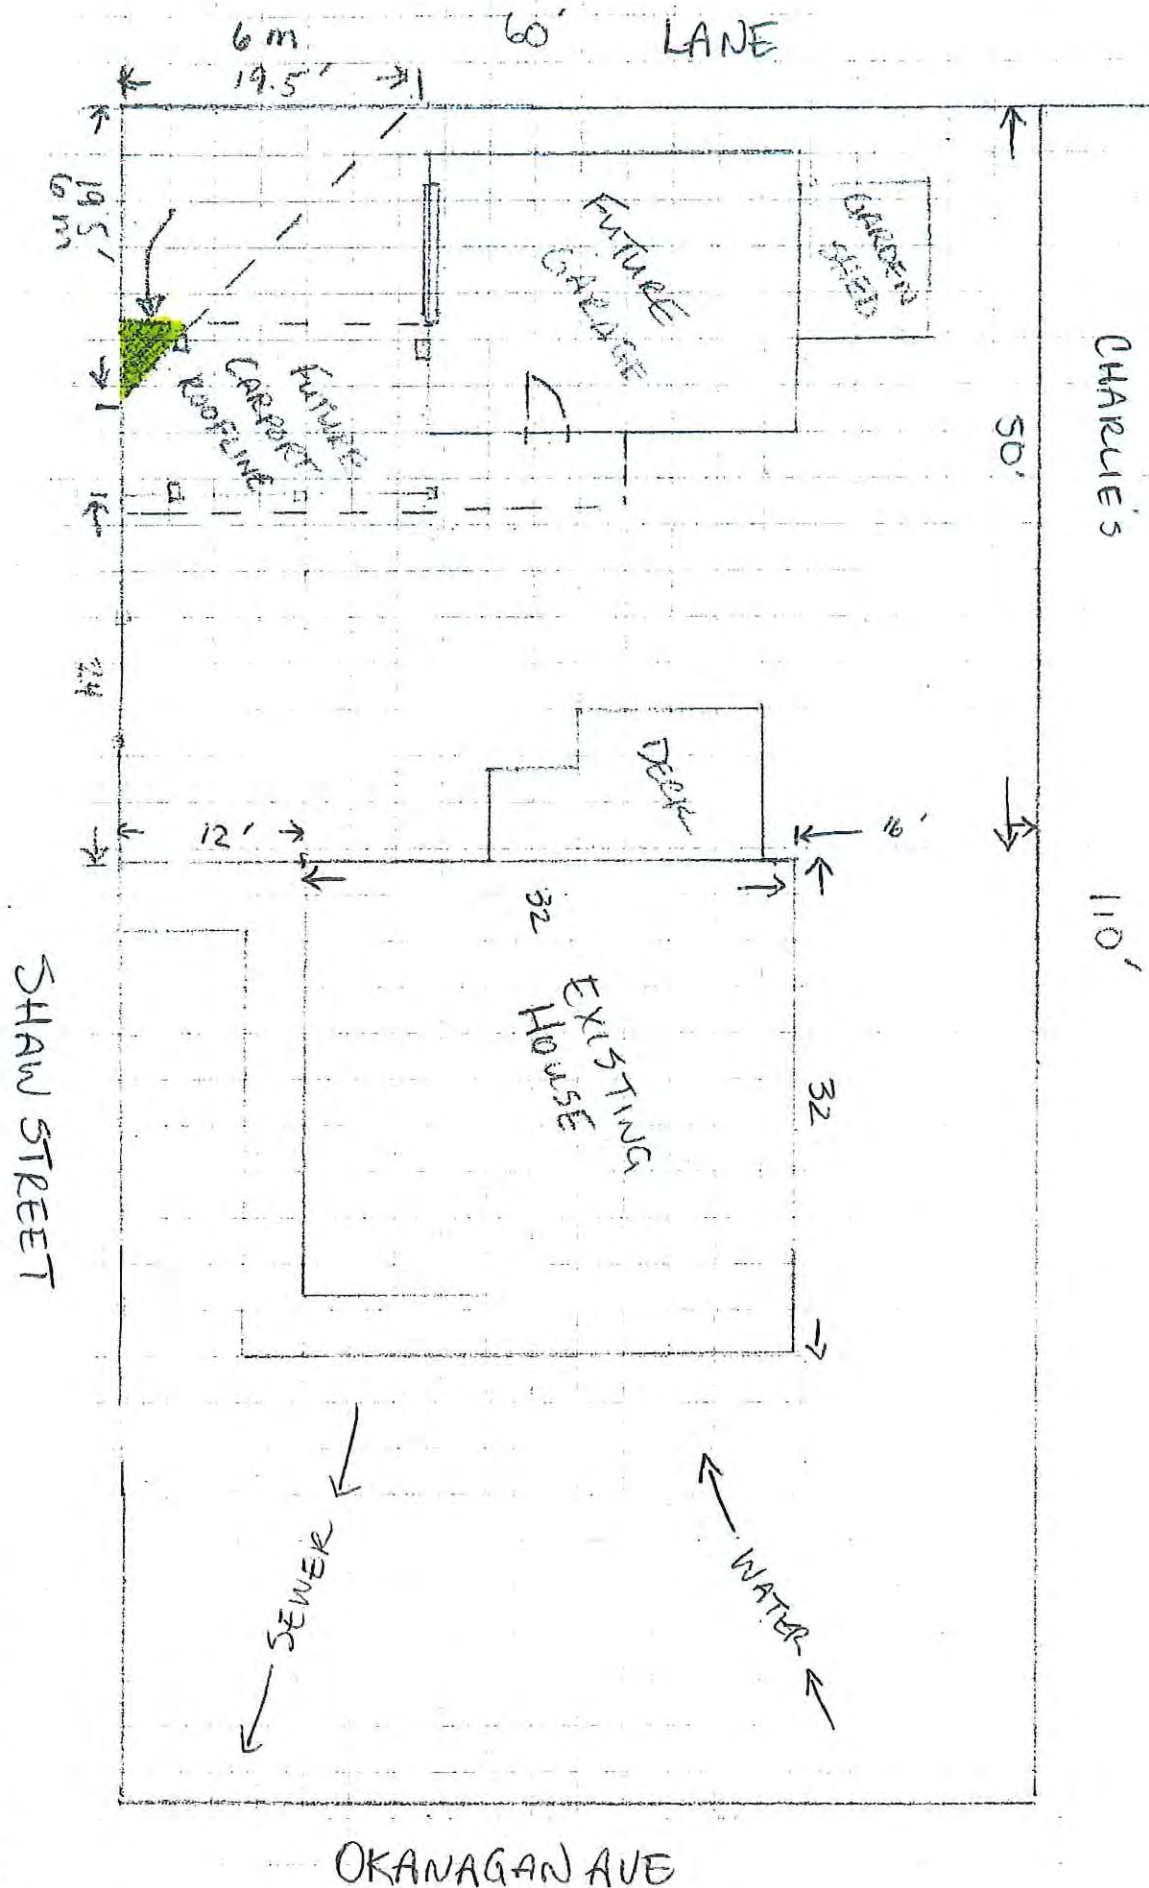 6 m 60' LANE
19.5'
19.5'
6 m
FUTURE
GARAGE
GARDEN
SHED
FUTURE
CARPORT
ROOFLINE
CHARLIE'S
50'
110'
24
DECK
12'
16'
32
EXISTING
HOUSE
32
SHAW STREET
SEWER
WATER
OKANAGAN AVE